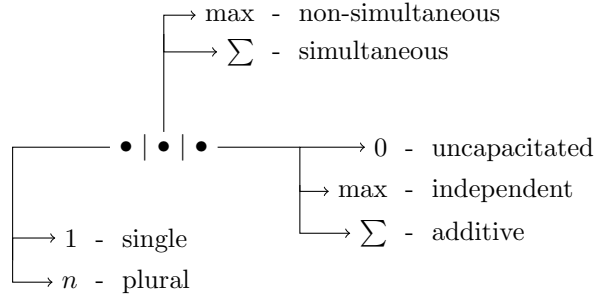 max - non-simultaneous
∑ - simultaneous
• | • | •
0 - uncapacitated
max - independent
∑ - additive
1 - single
n - plural